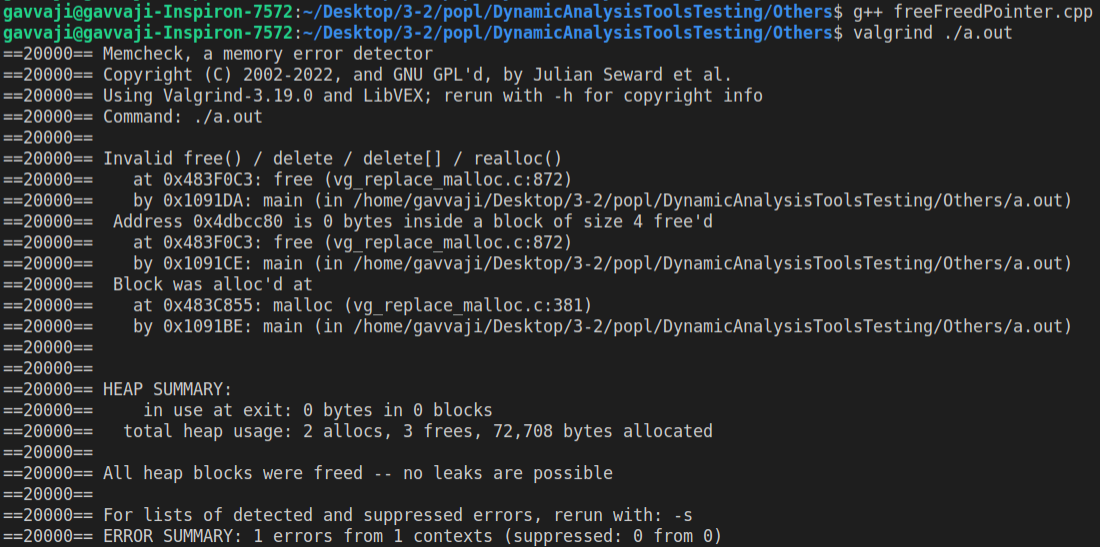 gavvaji@gavvaji-Inspiron-7572:~/Desktop/3-2/popl/DynamicAnalysisToolsTesting/Others$ g++ freeFreedPointer.cpp
gavvaji@gavvaji-Inspiron-7572:~/Desktop/3-2/popl/DynamicAnalysisToolsTesting/Others$ valgrind ./a.out
==20000== Memcheck, a memory error detector
==20000== Copyright (C) 2002-2022, and GNU GPL'd, by Julian Seward et al.
==20000== Using Valgrind-3.19.0 and LibVEX; rerun with -h for copyright info
==20000== Command: ./a.out
==20000==
==20000== Invalid free() / delete / delete[] / realloc()
==20000==    at 0x483F0C3: free (vg_replace_malloc.c:872)
==20000==    by 0x1091DA: main (in /home/gavvaji/Desktop/3-2/popl/DynamicAnalysisToolsTesting/Others/a.out)
==20000==  Address 0x4dbcc80 is 0 bytes inside a block of size 4 free'd
==20000==    at 0x483F0C3: free (vg_replace_malloc.c:872)
==20000==    by 0x1091CE: main (in /home/gavvaji/Desktop/3-2/popl/DynamicAnalysisToolsTesting/Others/a.out)
==20000==  Block was alloc'd at
==20000==    at 0x483C855: malloc (vg_replace_malloc.c:381)
==20000==    by 0x1091BE: main (in /home/gavvaji/Desktop/3-2/popl/DynamicAnalysisToolsTesting/Others/a.out)
==20000==
==20000==
==20000== HEAP SUMMARY:
==20000==     in use at exit: 0 bytes in 0 blocks
==20000==   total heap usage: 2 allocs, 3 frees, 72,708 bytes allocated
==20000==
==20000== All heap blocks were freed -- no leaks are possible
==20000==
==20000== For lists of detected and suppressed errors, rerun with: -s
==20000== ERROR SUMMARY: 1 errors from 1 contexts (suppressed: 0 from 0)